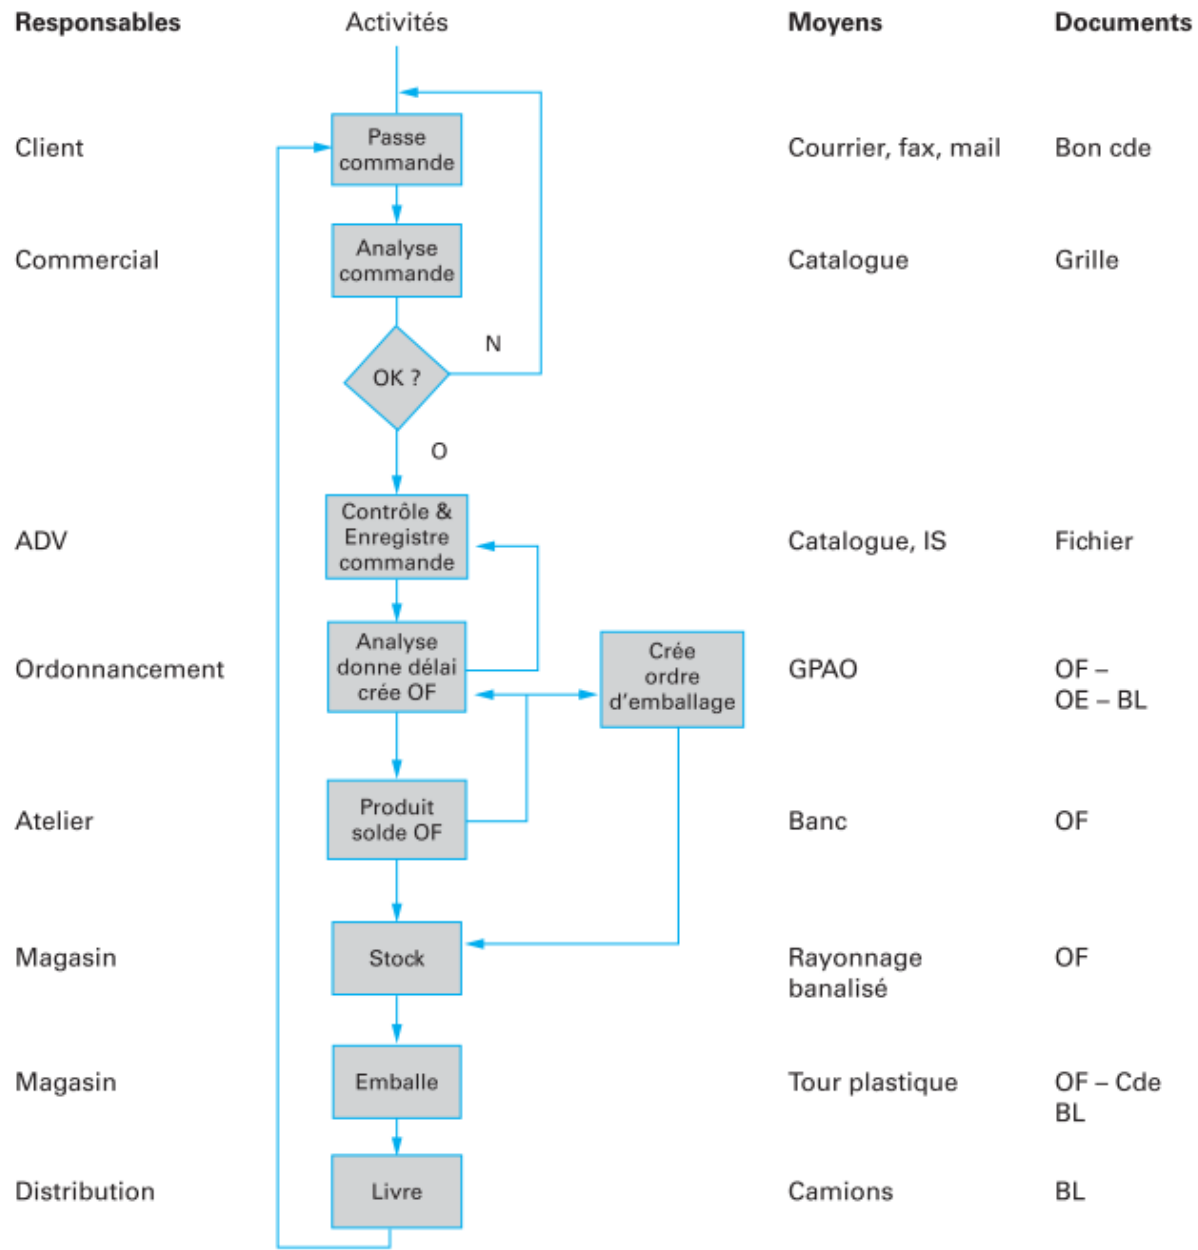 Responsables Activités Moyens Documents
Client
Passe
commande
Courrier, fax, mail
Bon cde
Commercial
Analyse
commande
Catalogue
Grille
N
OK ?
O
ADV
Contrôle &
Enregistre
commande
Catalogue, IS
Fichier
Ordonnancement
Analyse
donne délai
crée OF
Crée
ordre
d'emballage
GPAO
OF –
OE – BL
Atelier
Produit
solde OF
Banc
OF
Magasin
Stock
Rayonnage
banalisé
OF
Magasin
Emballe
Tour plastique
OF – Cde
BL
Distribution
Livre
Camions
BL